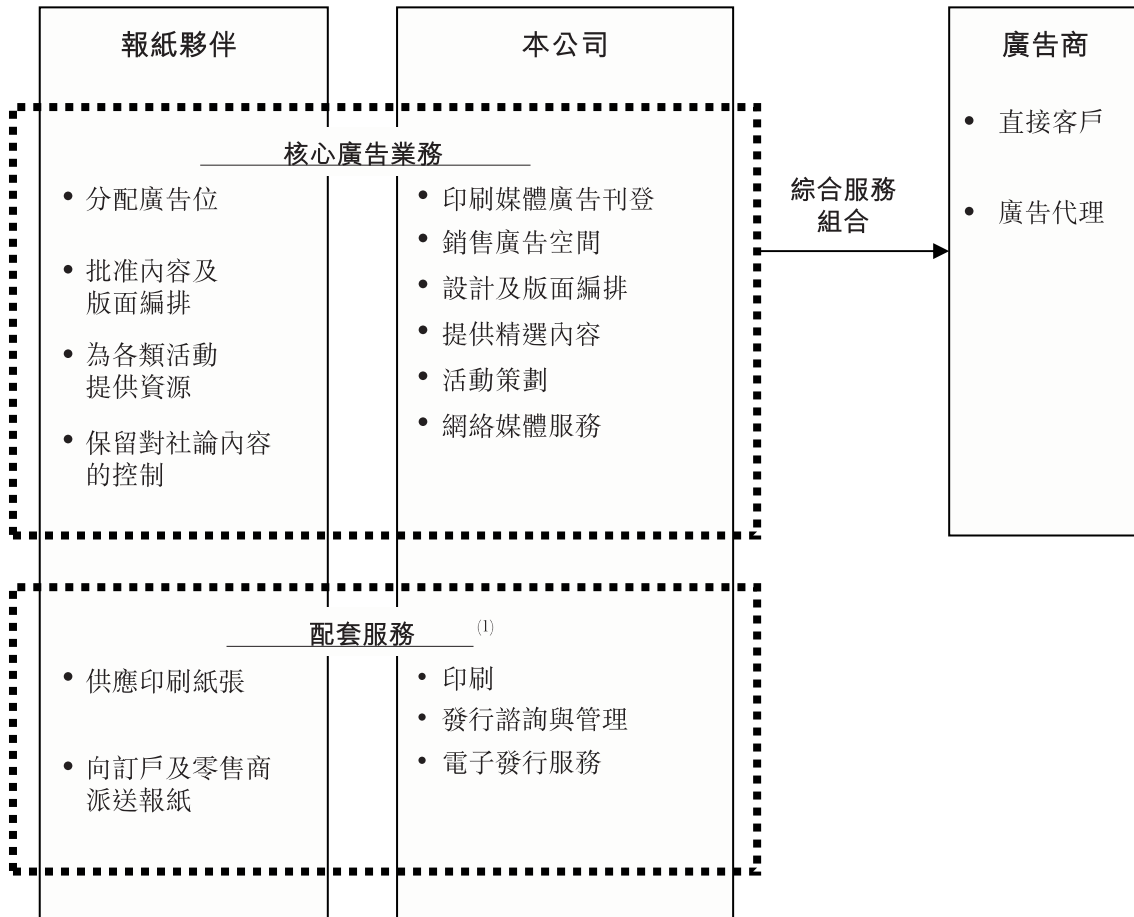 報紙夥伴
本公司
廣告商
核心廣告業務
• 分配廣告位
• 批准內容及
版面編排
• 為各類活動
提供資源
• 保留對社論內容
的控制
• 印刷媒體廣告刊登
• 銷售廣告空間
• 設計及版面編排
• 提供精選內容
• 活動策劃
• 網絡媒體服務
綜合服務
組合
• 直接客戶
• 廣告代理
配套服務 (1)
• 供應印刷紙張
• 向訂戶及零售商
派送報紙
• 印刷
• 發行諮詢與管理
• 電子發行服務